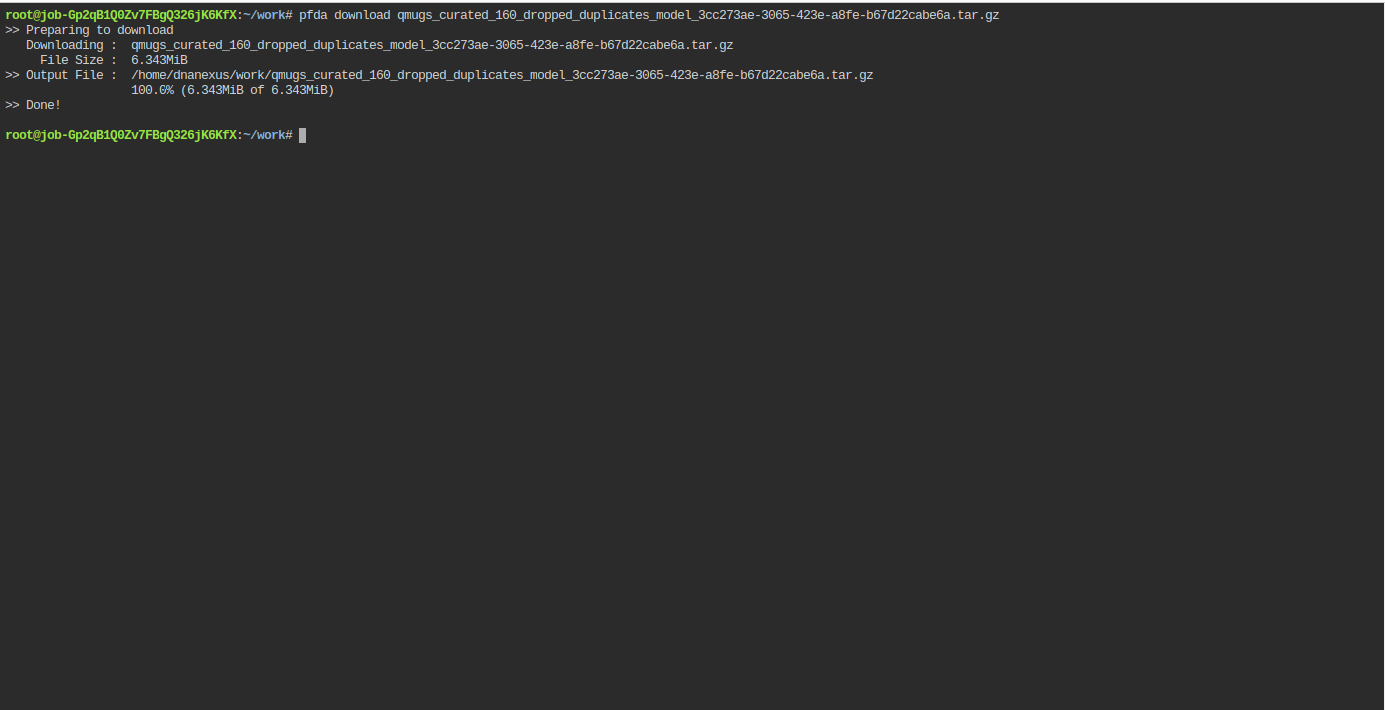 root@job-Gp2qB1Q0Zv7FBgQ326jK6KfX:~/work# pfda download qmugs_curated_160_dropped_duplicates_model_3cc273ae-3065-423e-a8fe-b67d22cabe6a.tar.gz
>> Preparing to download
   Downloading :  qmugs_curated_160_dropped_duplicates_model_3cc273ae-3065-423e-a8fe-b67d22cabe6a.tar.gz
     File Size :  6.343MiB
>> Output File :  /home/dnanexus/work/qmugs_curated_160_dropped_duplicates_model_3cc273ae-3065-423e-a8fe-b67d22cabe6a.tar.gz
                  100.0% (6.343MiB of 6.343MiB)
>> Done!
root@job-Gp2qB1Q0Zv7FBgQ326jK6KfX:~/work#